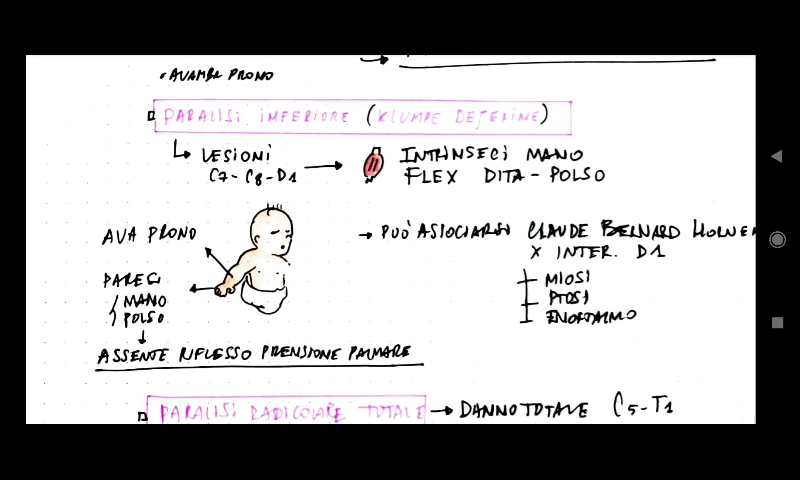 • AVAMBR PRONO
PARALISI INFERIORE (KLUMPE DEJERINE)
LESIONI
C7-C8-D1
INTRINSECI MANO
FLEX DITA-POLSO
AVA PRONO
PARESI
MANO
POLSO
→ PUÒ ASSOCIARSI CLAUDE BERNARD HORNER
X INTER. D1
MIOSI
PTOSI
ENOFTALMO
ASSENTE RIFLESSO PRENSIONE PALMARE
PARALISI RADICOLARE TOTALE → DANNO TOTALE C5-T1